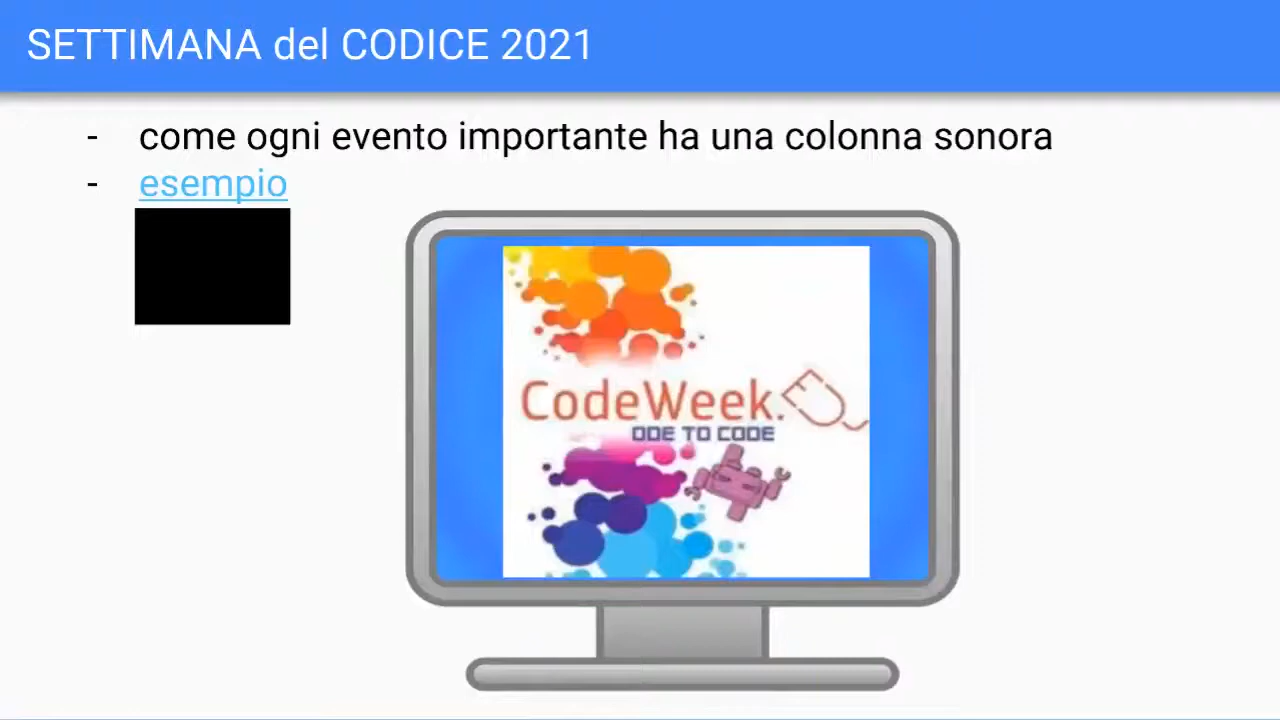 SETTIMANA del CODICE 2021
- come ogni evento importante ha una colonna sonora
- esempio
CodeWeek.
ODE TO CODE